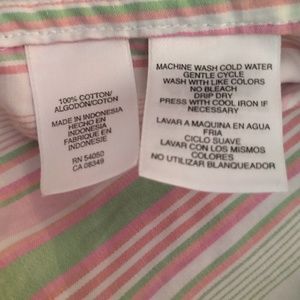 100% COTTON/
ALGODON/COTON
MADE IN INDONESIA
HECHO EN
INDONESIA
FABRIQUE EN
INDONESIE
RN 54050
CA 08349
MACHINE WASH COLD WATER
GENTLE CYCLE
WASH WITH LIKE COLORS
NO BLEACH
DRIP DRY
PRESS WITH COOL IRON IF
NECESSARY
LAVAR A MAQUINA EN AGUA
FRIA
CICLO SUAVE
LAVAR CON LOS MISMOS
COLORES
NO UTILIZAR BLANQUEADOR